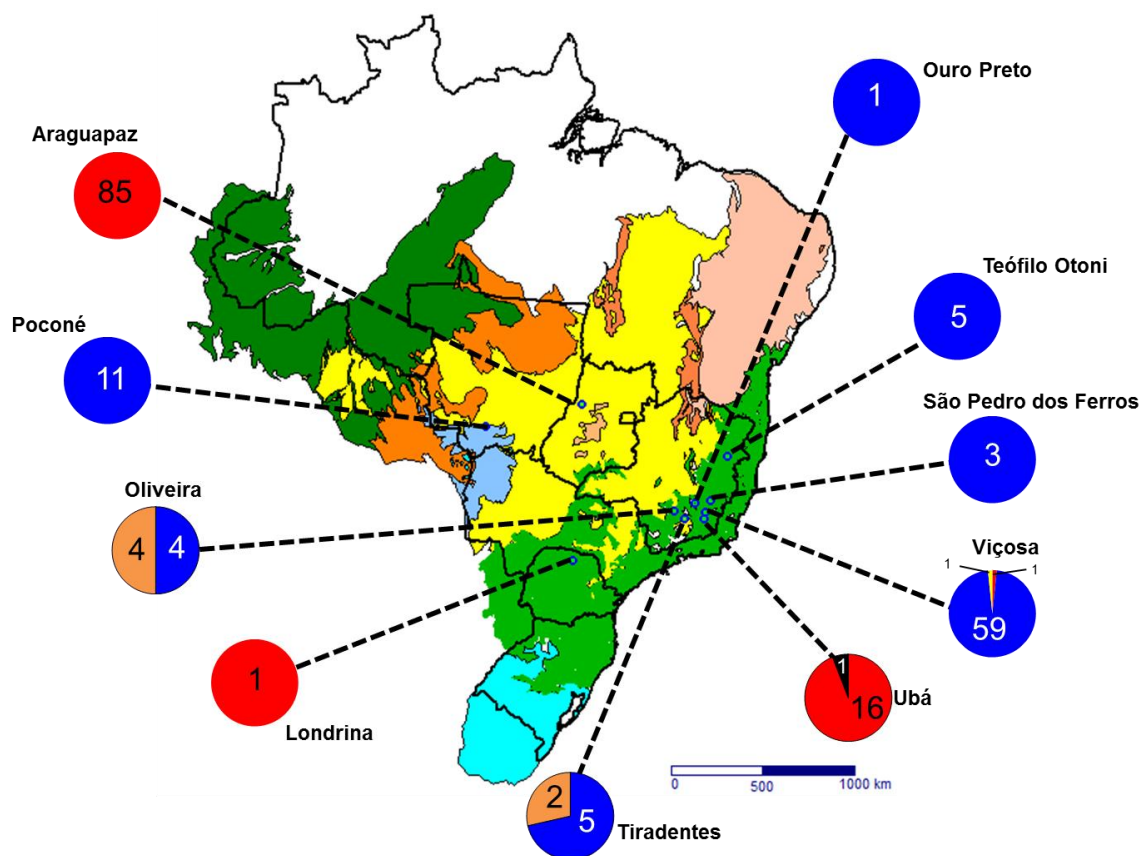 Ouro Preto
1
Araguapaz
85
Teófilo Otoni
5
Poconé
11
São Pedro dos Ferros
3
Oliveira
4 4
Viçosa
1 1
59
Londrina
1
Ubá
1
16
0 500 1000 km
Tiradentes
2
5